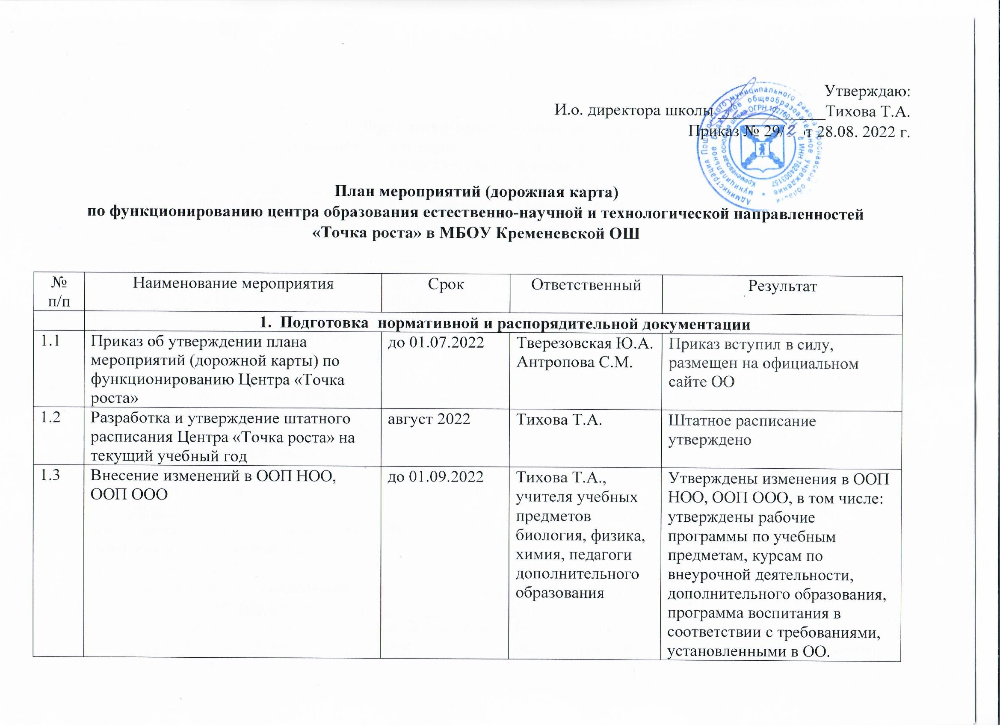 Утверждаю:
И.о. директора школы _____________Тихова Т.А.
Приказ № 29/2 от 28.08. 2022 г.
Администрация Пошехонского муниципального района Ярославской области
муниципальное бюджетное общеобразовательное учреждение
Кременевская основная школа ОГРН
ИНН 7624003157
План мероприятий (дорожная карта)
по функционированию центра образования естественно-научной и технологической направленностей
«Точка роста» в МБОУ Кременевской ОШ
№ Наименование мероприятия Срок Ответственный Результат
п/п
1. Подготовка нормативной и распорядительной документации
1.1 Приказ об утверждении плана до 01.07.2022 Тверезовская Ю.А. Приказ вступил в силу,
мероприятий (дорожной карты) по Антропова С.М. размещен на официальном
функционированию Центра «Точка сайте ОО
роста»
1.2 Разработка и утверждение штатного август 2022 Тихова Т.А. Штатное расписание
расписания Центра «Точка роста» на утверждено
текущий учебный год
1.3 Внесение изменений в ООП НОО, до 01.09.2022 Тихова Т.А., Утверждены изменения в ООП
ООП ООО учителя учебных НОО, ООП ООО, в том числе:
предметов утверждены рабочие
биология, физика, программы по учебным
химия, педагоги предметам, курсам по
дополнительного внеурочной деятельности,
образования дополнительного образования,
программа воспитания в
соответствии с требованиями,
установленными в ОО.